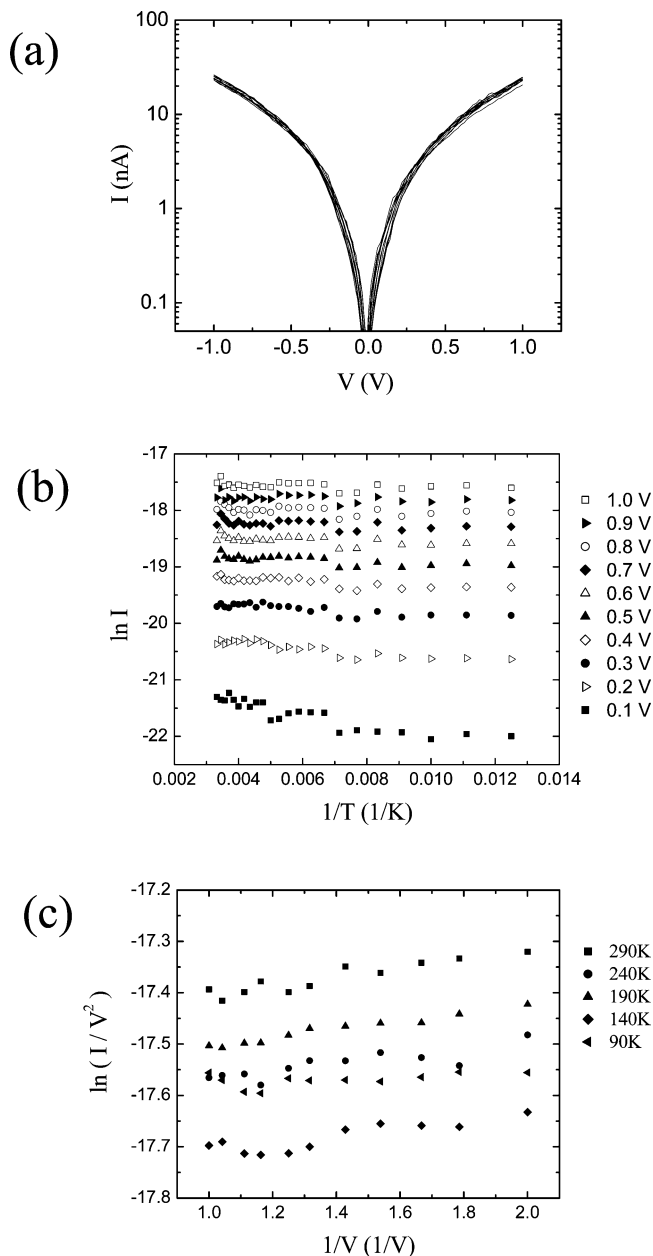 (a)
100
10
1
0.1
I (nA)
-1.0 -0.5 0.0 0.5 1.0
V (V)
(b)
-17
-18
-19
-20
-21
-22
ln I
0.002 0.004 0.006 0.008 0.010 0.012 0.014
1/T (1/K)
1.0 V
0.9 V
0.8 V
0.7 V
0.6 V
0.5 V
0.4 V
0.3 V
0.2 V
0.1 V
(c)
-17.2
-17.3
-17.4
-17.5
-17.6
-17.7
-17.8
ln ( I / V²)
1.0 1.2 1.4 1.6 1.8 2.0
1/V (1/V)
290K
240K
190K
140K
90K